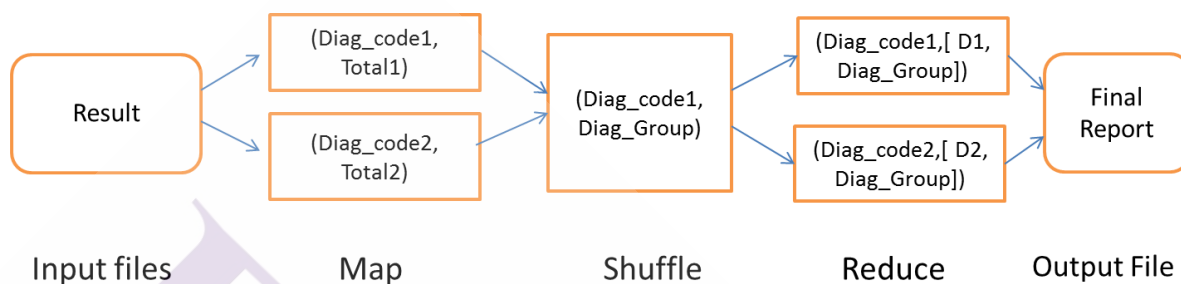 Result
(Diag_code1,
Total1)
(Diag_code2,
Total2)
(Diag_code1,
Diag_Group)
(Diag_code1,[ D1,
Diag_Group])
(Diag_code2,[ D2,
Diag_Group])
Final
Report
Input files
Map
Shuffle
Reduce
Output File